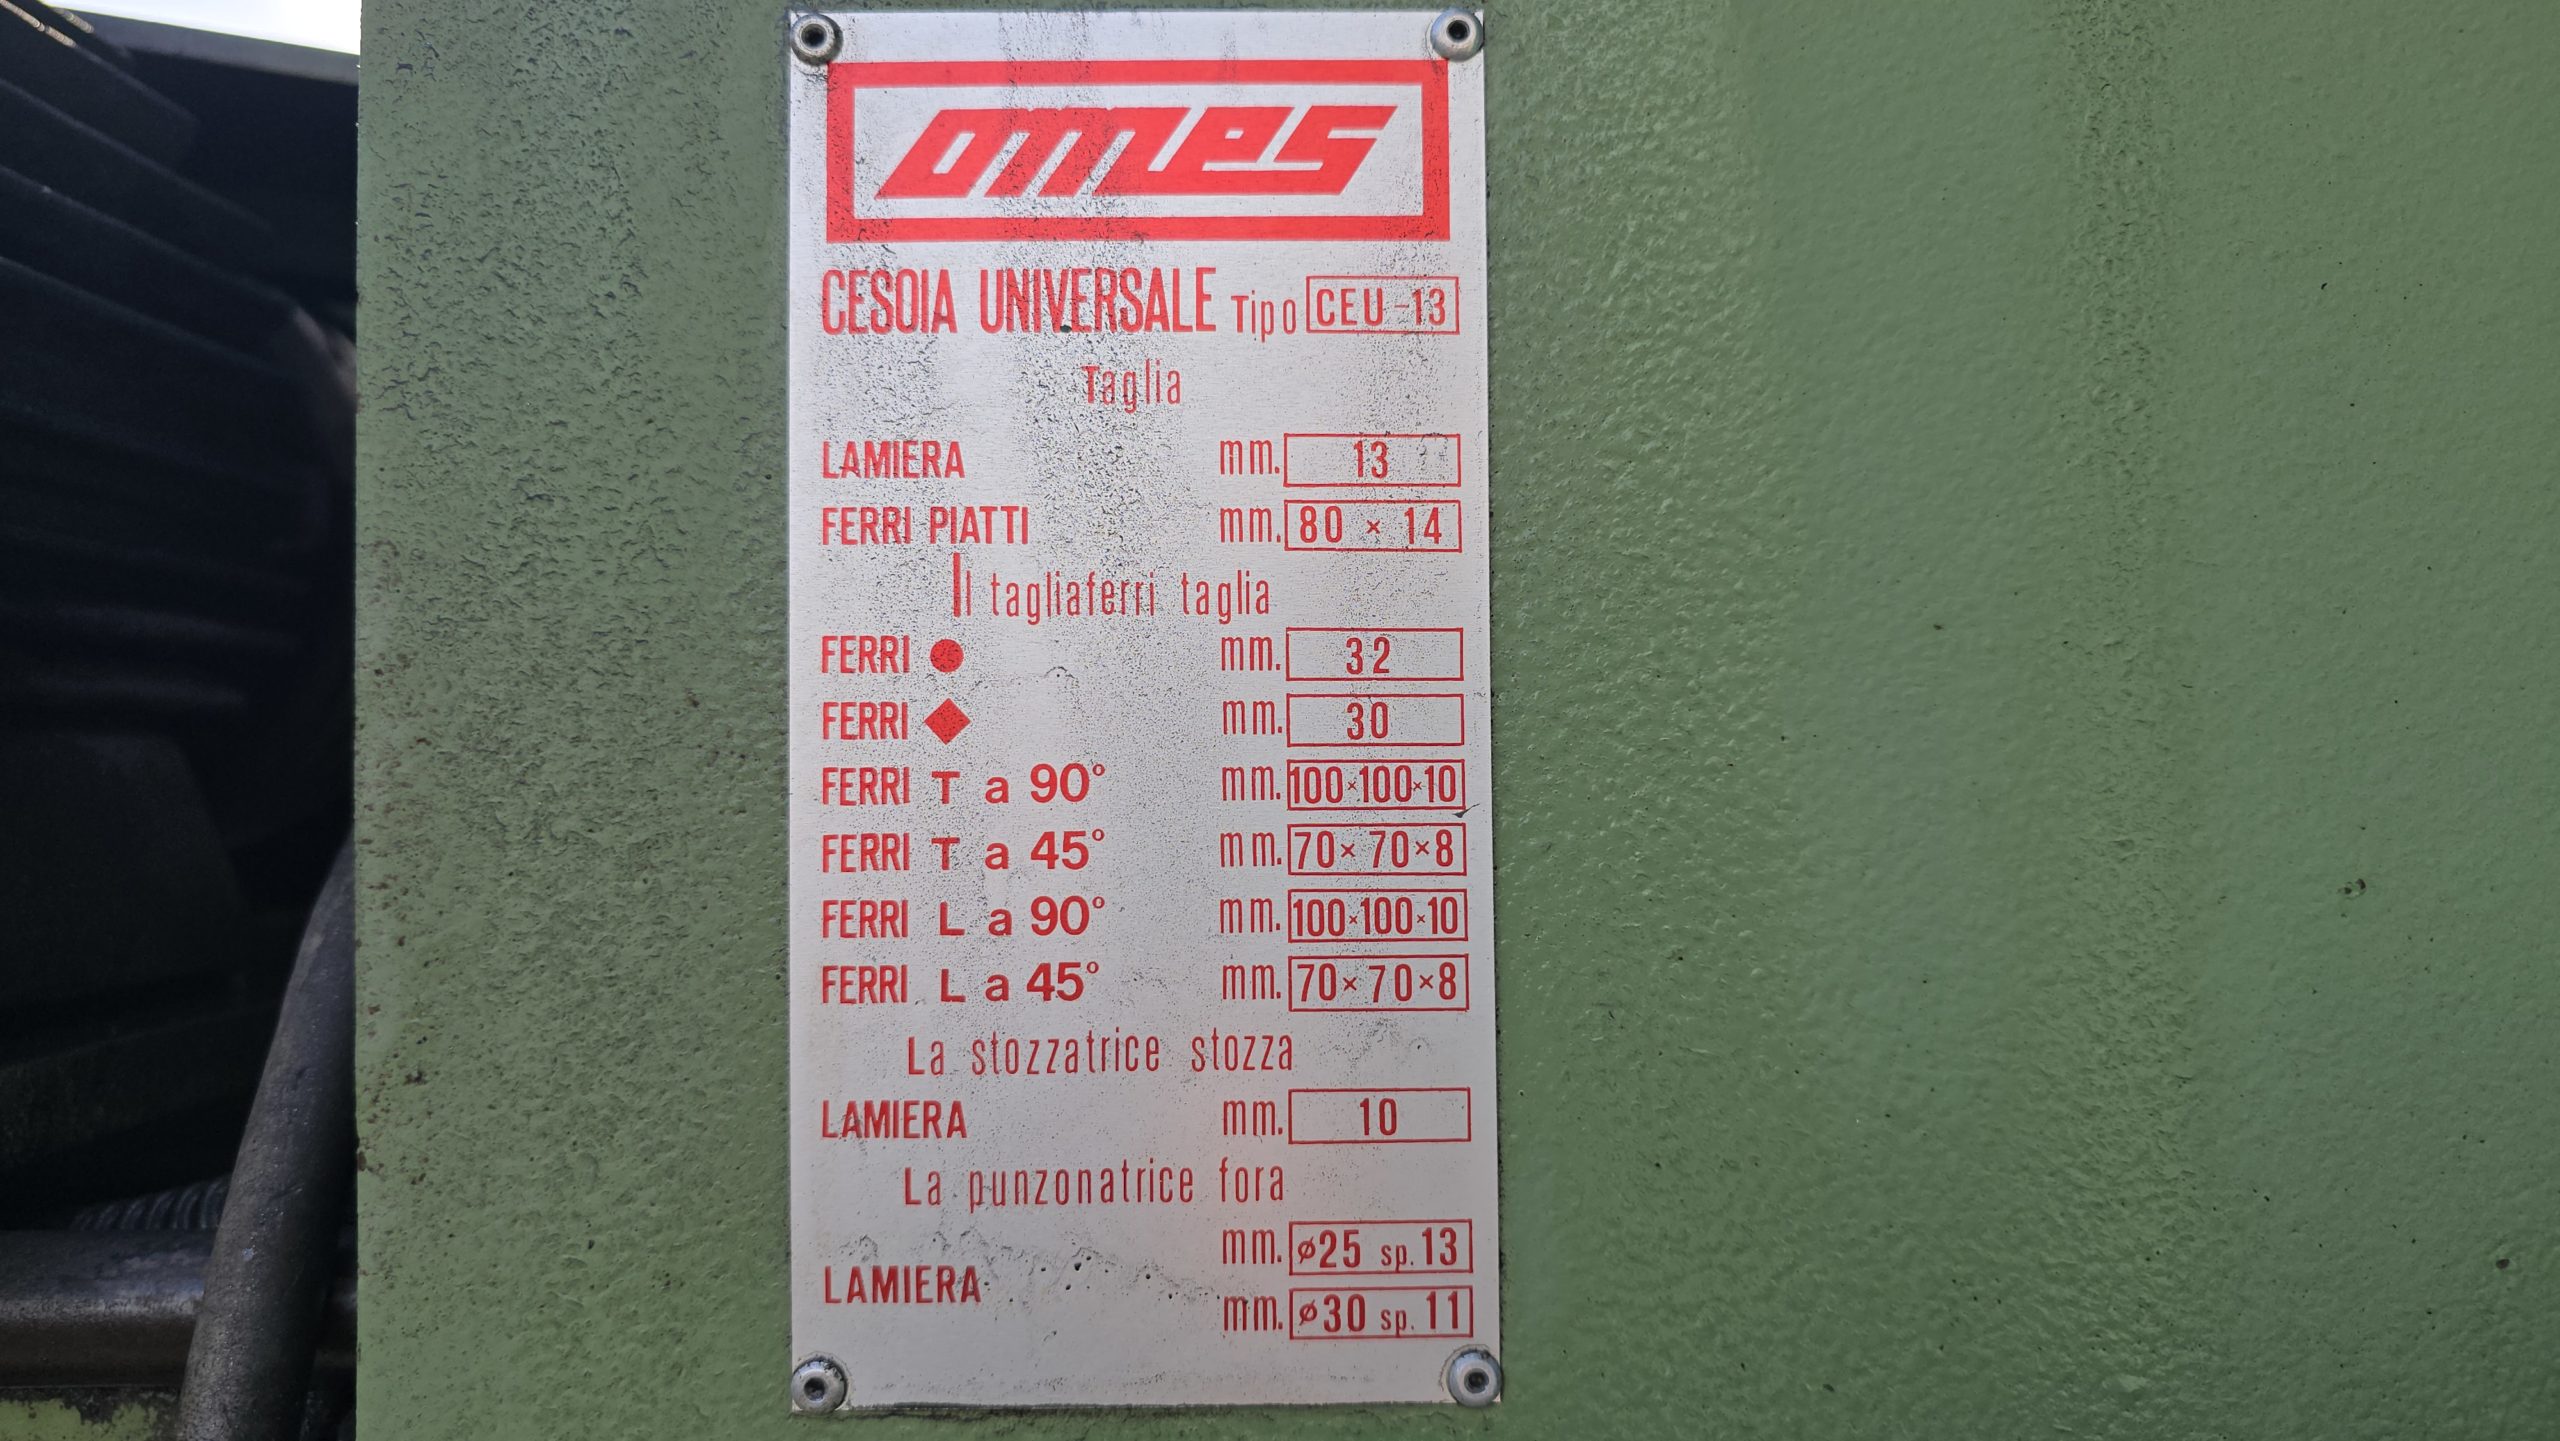 omes
CESOIA UNIVERSALE Tipo CEU-13
Taglia
LAMIERA mm. 13
FERRI PIATTI mm. 80 × 14
Il tagliaferri taglia
FERRI ● mm. 32
FERRI ◆ mm. 30
FERRI T a 90° mm. 100×100×10
FERRI T a 45° mm. 70×70×8
FERRI L a 90° mm. 100×100×10
FERRI L a 45° mm. 70×70×8
La stozzatrice stozza
LAMIERA mm. 10
La punzonatrice fora
mm. ø25 sp. 13
LAMIERA
mm. ø30 sp. 11